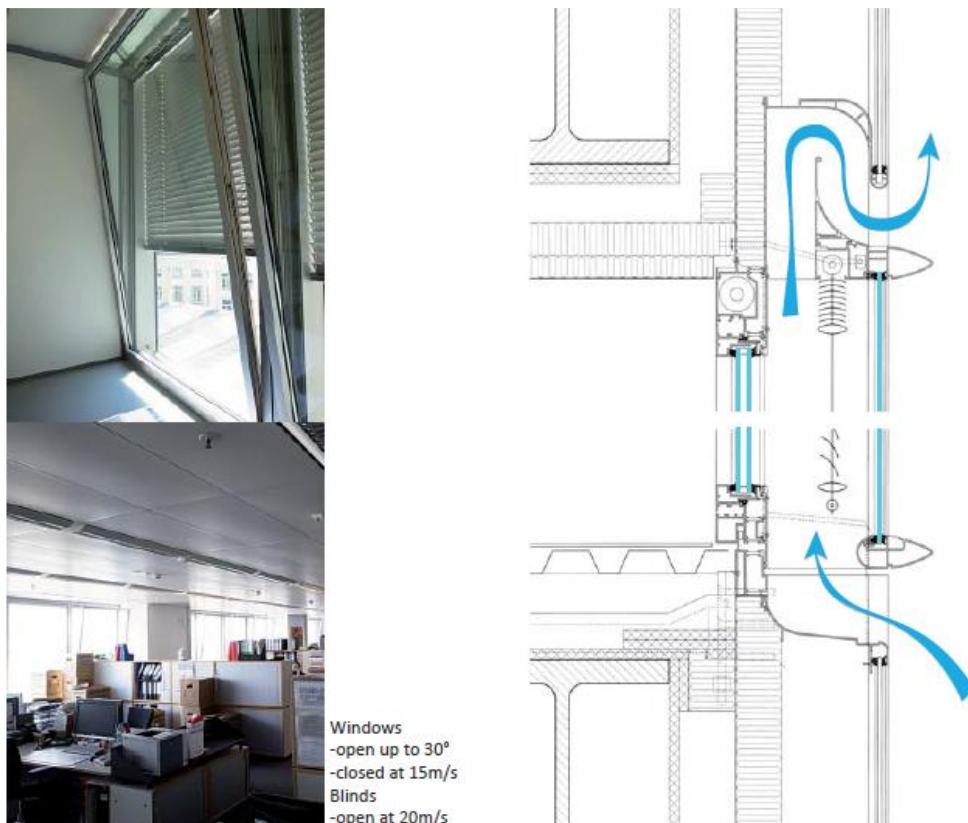 Windows
-open up to 30°
-closed at 15m/s
Blinds
-open at 20m/s